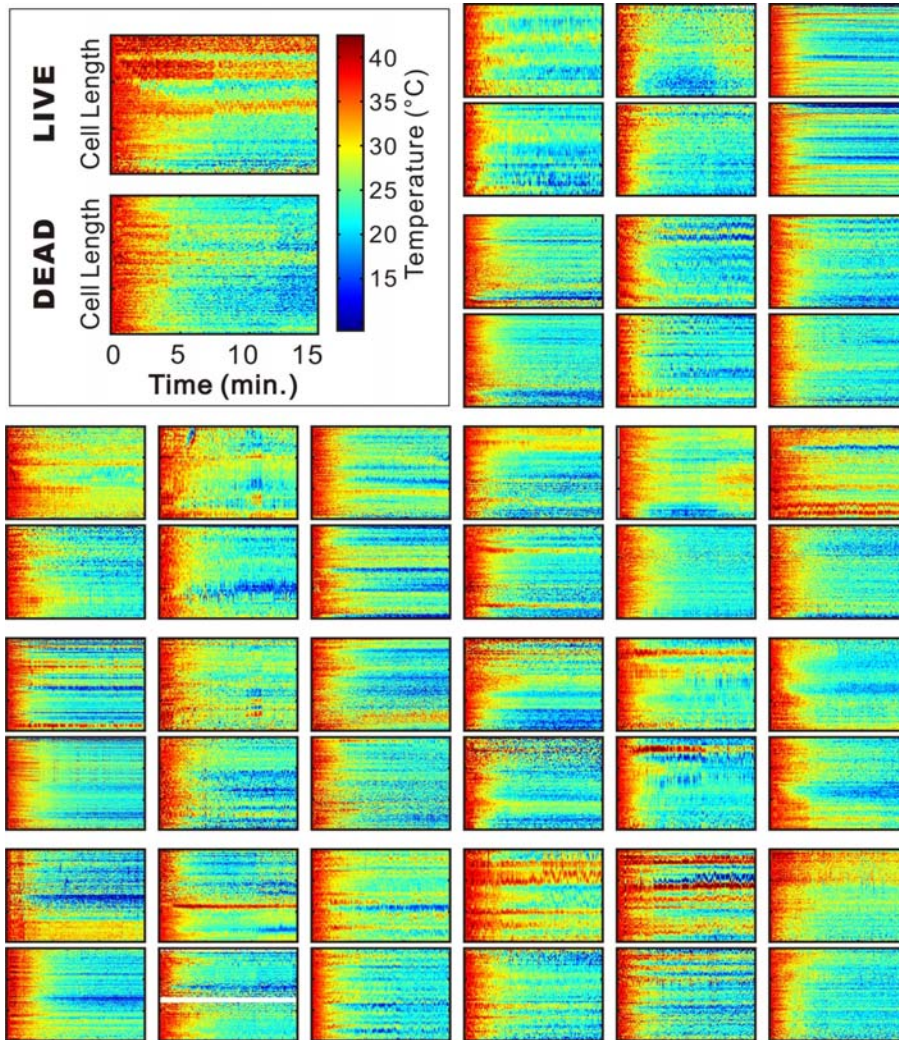 LIVE
Cell Length
DEAD
Cell Length
40
35
30
25
20
15
Temperature (°C)
0 5 10 15
Time (min.)